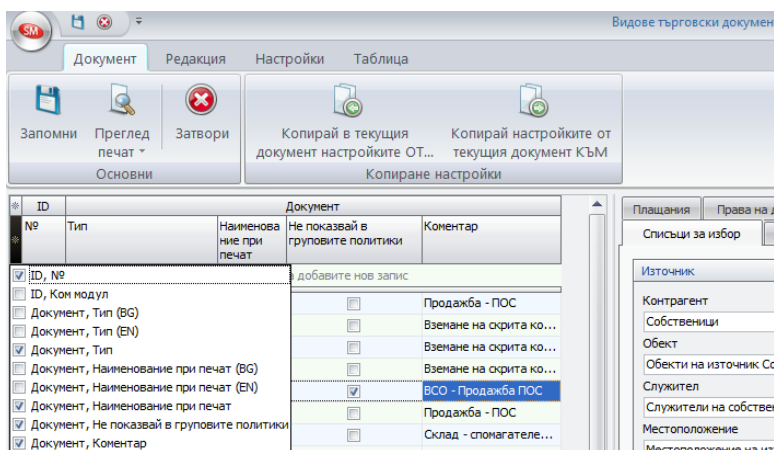 SM
Видове търговски докумен
Документ Редакция Настройки Таблица
Запомни Преглед печат Затвори Копирай в текущия документ настройките ОТ... Копирай настройките от текущия документ КЪМ
Основни Копиране настройки
ID Документ
№ Тип Наименова ние при печат Не показвай в груповите политики Коментар
добавите нов запис
ID, №
ID, Ком модул
Документ, Тип (BG)
Документ, Тип (EN)
Документ, Тип
Документ, Наименование при печат (BG)
Документ, Наименование при печат (EN)
Документ, Наименование при печат
Документ, Не показвай в груповите политики
Документ, Коментар
Продажба - ПОС
Вземане на скрита ко...
Вземане на скрита ко...
Вземане на скрита ко...
ВСО - Продажба ПОС
Продажба - ПОС
Склад - спомагателе...
Плащания Права на д
Списъци за избор
Източник
Контрагент
Собственици
Обект
Обекти на източник Со
Служител
Служители на собствен
Местоположение
Местоположение на из